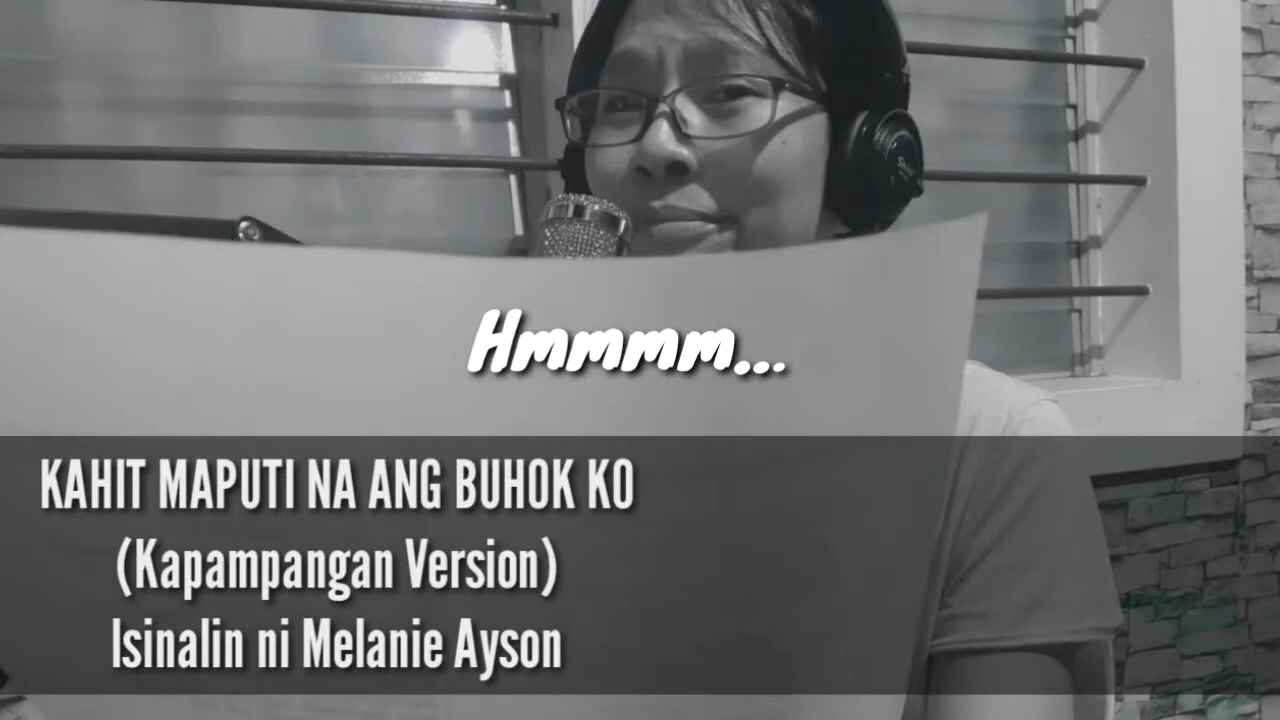 Hmmmm...
KAHIT MAPUTI NA ANG BUHOK KO
(Kapampangan Version)
Isinalin ni Melanie Ayson